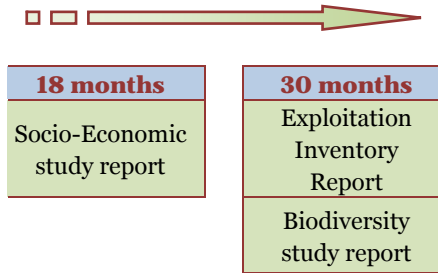 18 months
Socio-Economic
study report
30 months
Exploitation
Inventory
Report
Biodiversity
study report